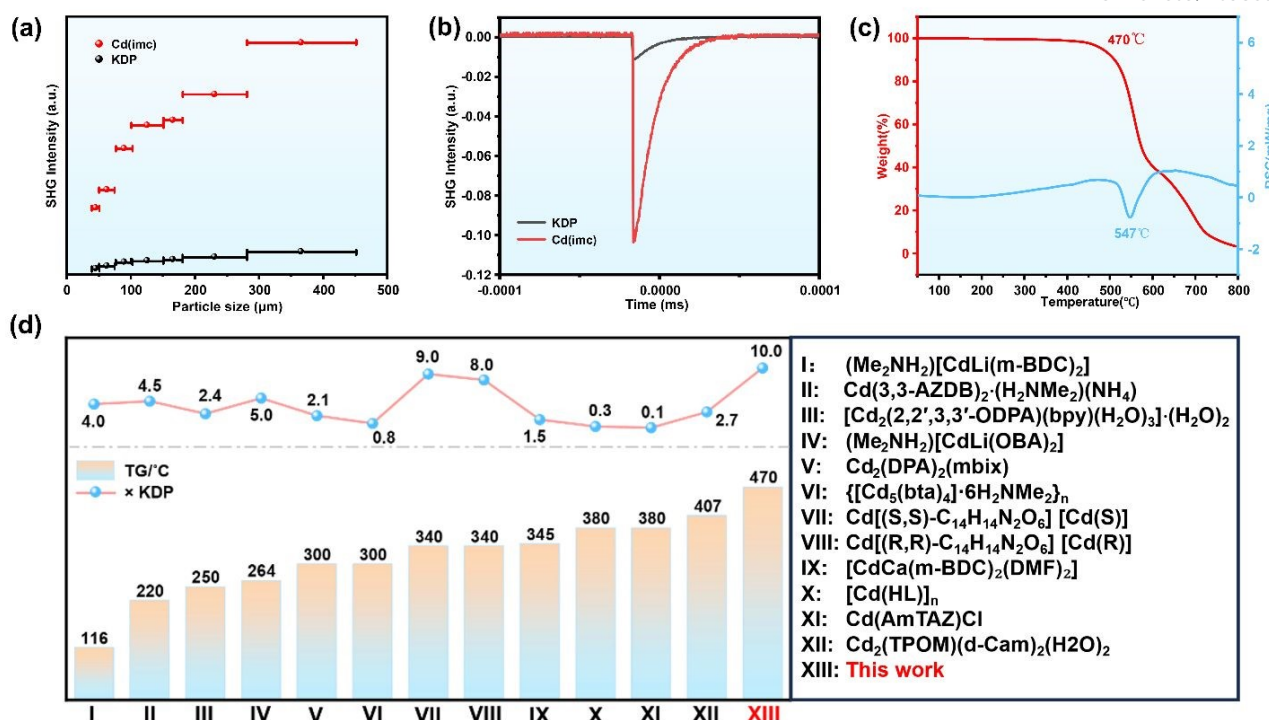 (a)
SHG Intensity (a.u.)
Cd(imc)
KDP
0 100 200 300 400 500
Particle size (μm)
(b)
SHG Intensity (a.u.)
0.00
-0.02
-0.04
-0.06
-0.08
-0.10
-0.12
KDP
Cd(imc)
-0.0001 0.0000 0.0001
Time (ms)
(c)
Weight(%)
100
80
60
40
20
0
470℃
547℃
6
4
2
0
-2
100 200 300 400 500 600 700 800
Temperature(℃)
(d)
4.0 4.5 2.4 5.0 2.1 0.8 9.0 8.0 1.5 0.3 0.1 2.7 10.0
TG/°C
× KDP
116 220 250 264 300 300 340 340 345 380 380 407 470
I II III IV V VI VII VIII IX X XI XII XIII
I: (Me₂NH₂)[CdLi(m-BDC)₂]
II: Cd(3,3-AZDB)₂·(H₂NMe₂)(NH₄)
III: [Cd₂(2,2′,3,3′-ODPA)(bpy)(H₂O)₃]·(H₂O)₂
IV: (Me₂NH₂)[CdLi(OBA)₂]
V: Cd₂(DPA)₂(mbix)
VI: {[Cd₅(bta)₄]·6H₂NMe₂}ₙ
VII: Cd[(S,S)-C₁₄H₁₄N₂O₆] [Cd(S)]
VIII: Cd[(R,R)-C₁₄H₁₄N₂O₆] [Cd(R)]
IX: [CdCa(m-BDC)₂(DMF)₂]
X: [Cd(HL)]ₙ
XI: Cd(AmTAZ)Cl
XII: Cd₂(TPOM)(d-Cam)₂(H2O)₂
XIII: This work